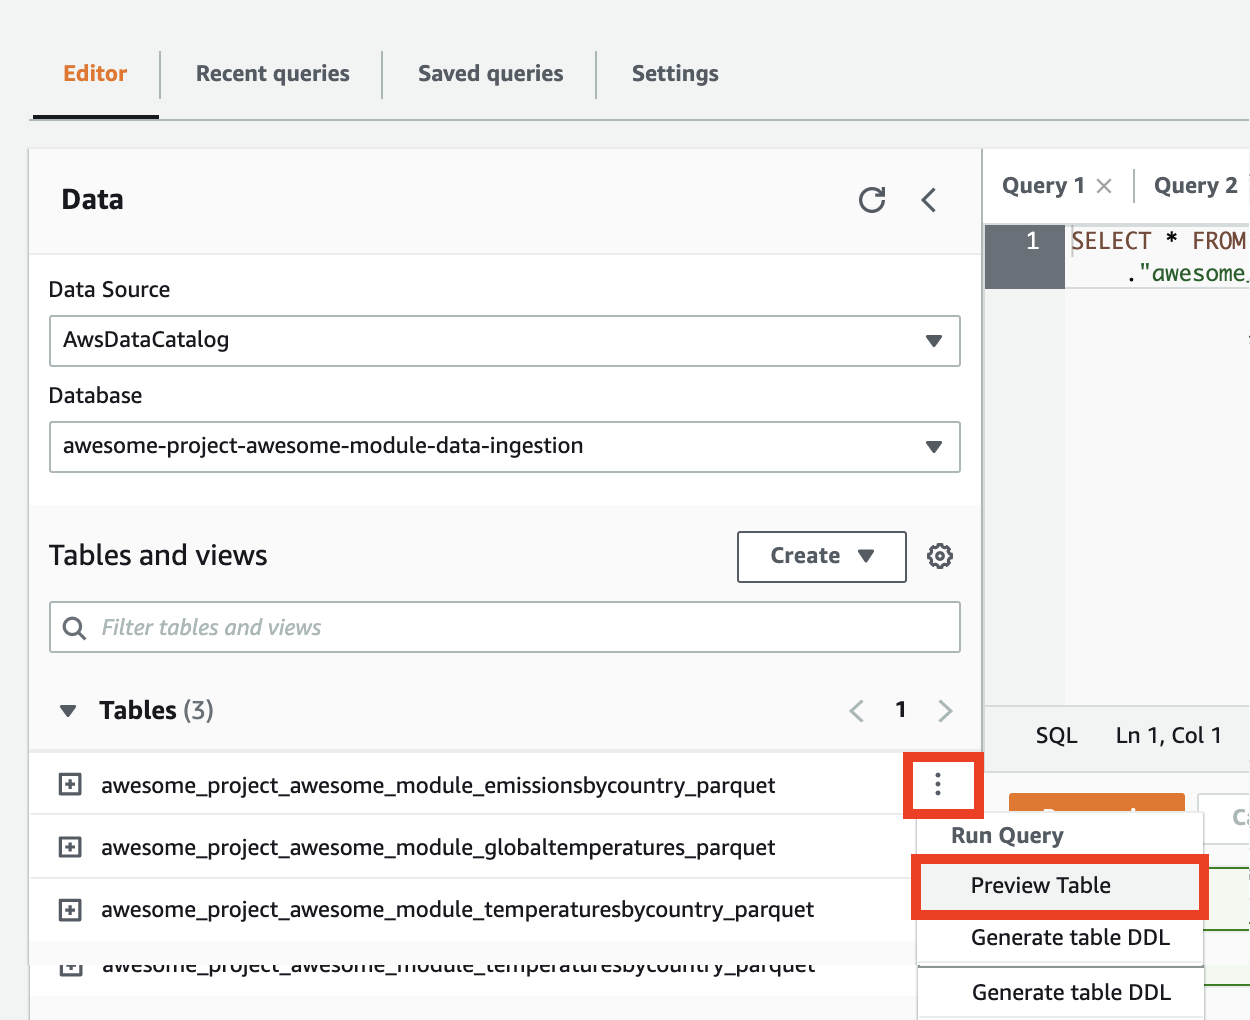 Editor
Recent queries
Saved queries
Settings
Data
Data Source
AwsDataCatalog
Database
awesome-project-awesome-module-data-ingestion
Tables and views
Create
Filter tables and views
Tables (3)
1
awesome_project_awesome_module_emissionsbycountry_parquet
awesome_project_awesome_module_globaltemperatures_parquet
awesome_project_awesome_module_temperaturesbycountry_parquet
awesome_project_awesome_module_temperaturesbycountry_parquet
Query 1
Query 2
1 SELECT * FROM
."awesome_
SQL Ln 1, Col 1
Run Query
Preview Table
Generate table DDL
Generate table DDL